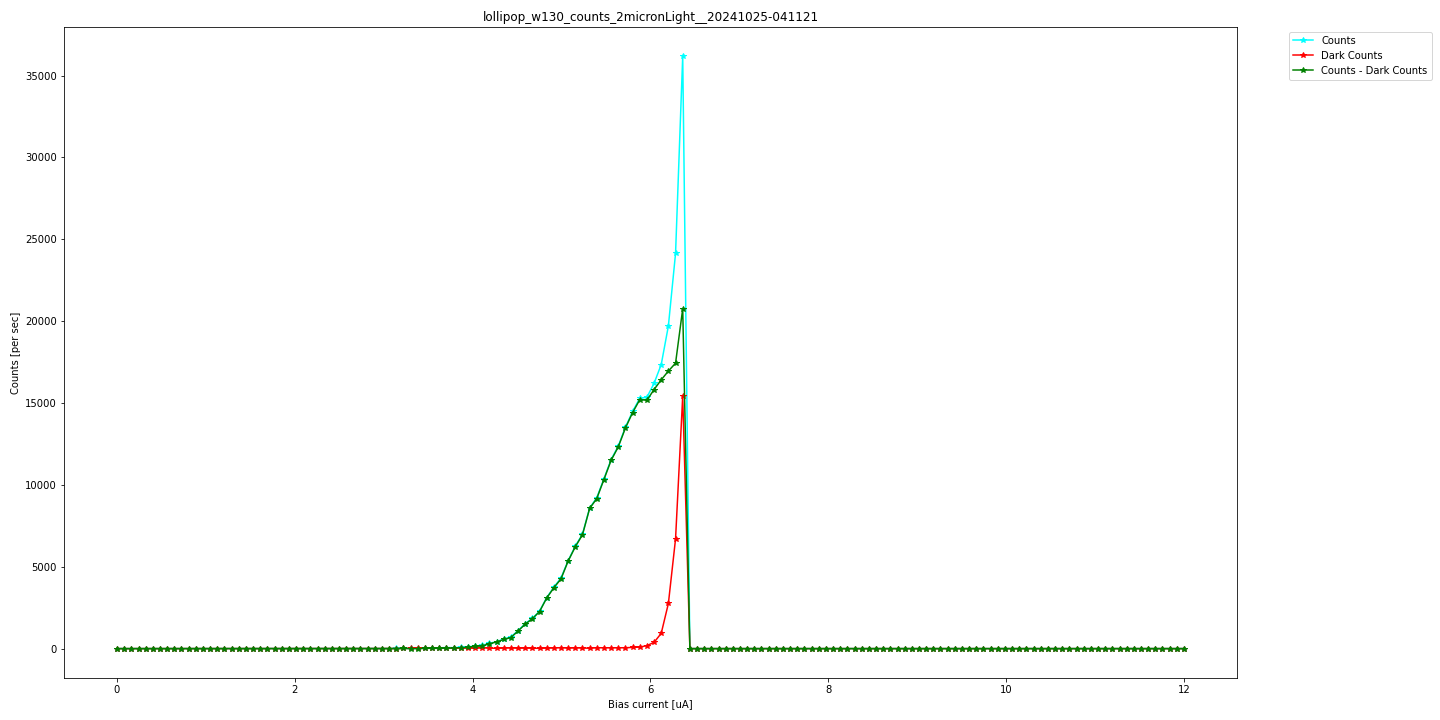 lollipop_w130_counts_2micronLight__20241025-041121
Counts
Dark Counts
Counts - Dark Counts
Counts [per sec]
35000
30000
25000
20000
15000
10000
5000
0
0 2 4 6 8 10 12
Bias current [uA]